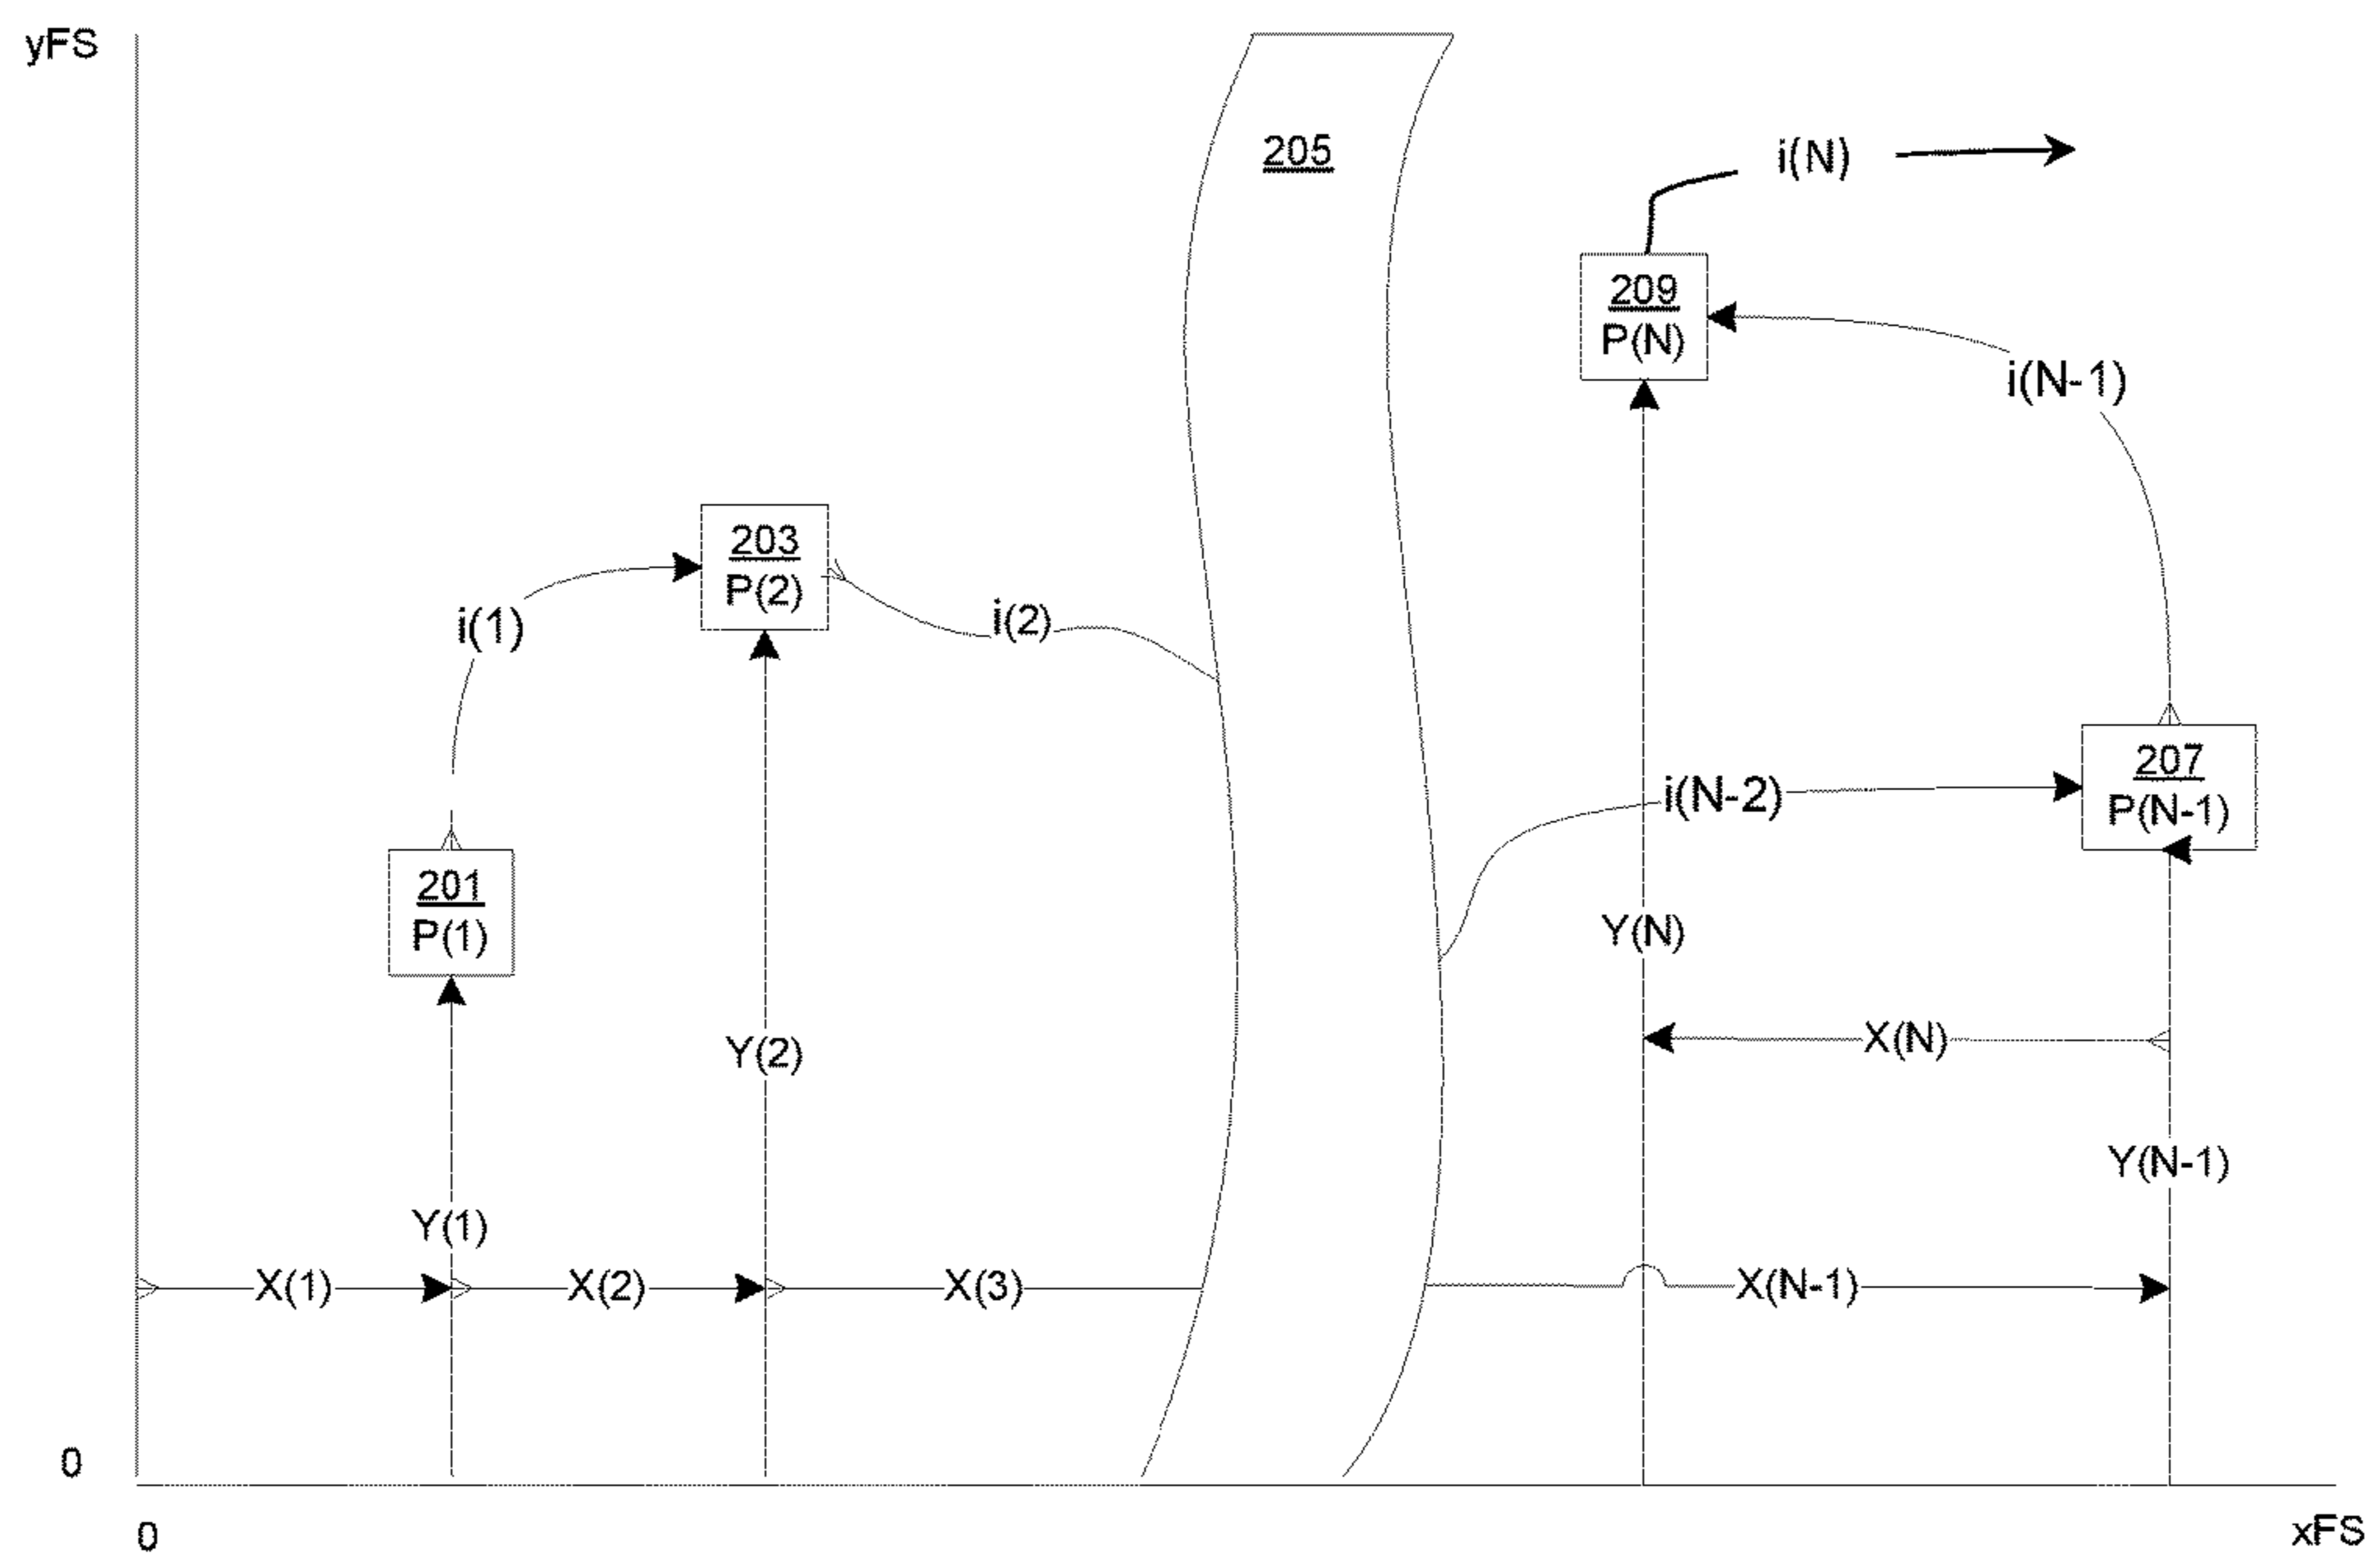 yFS
205
i(N)
209
P(N)
i(N-1)
203
P(2)
i(1)
i(2)
207
P(N-1)
i(N-2)
201
P(1)
Y(N)
Y(2)
X(N)
Y(N-1)
Y(1)
X(1)
X(2)
X(3)
X(N-1)
0
0
xFS